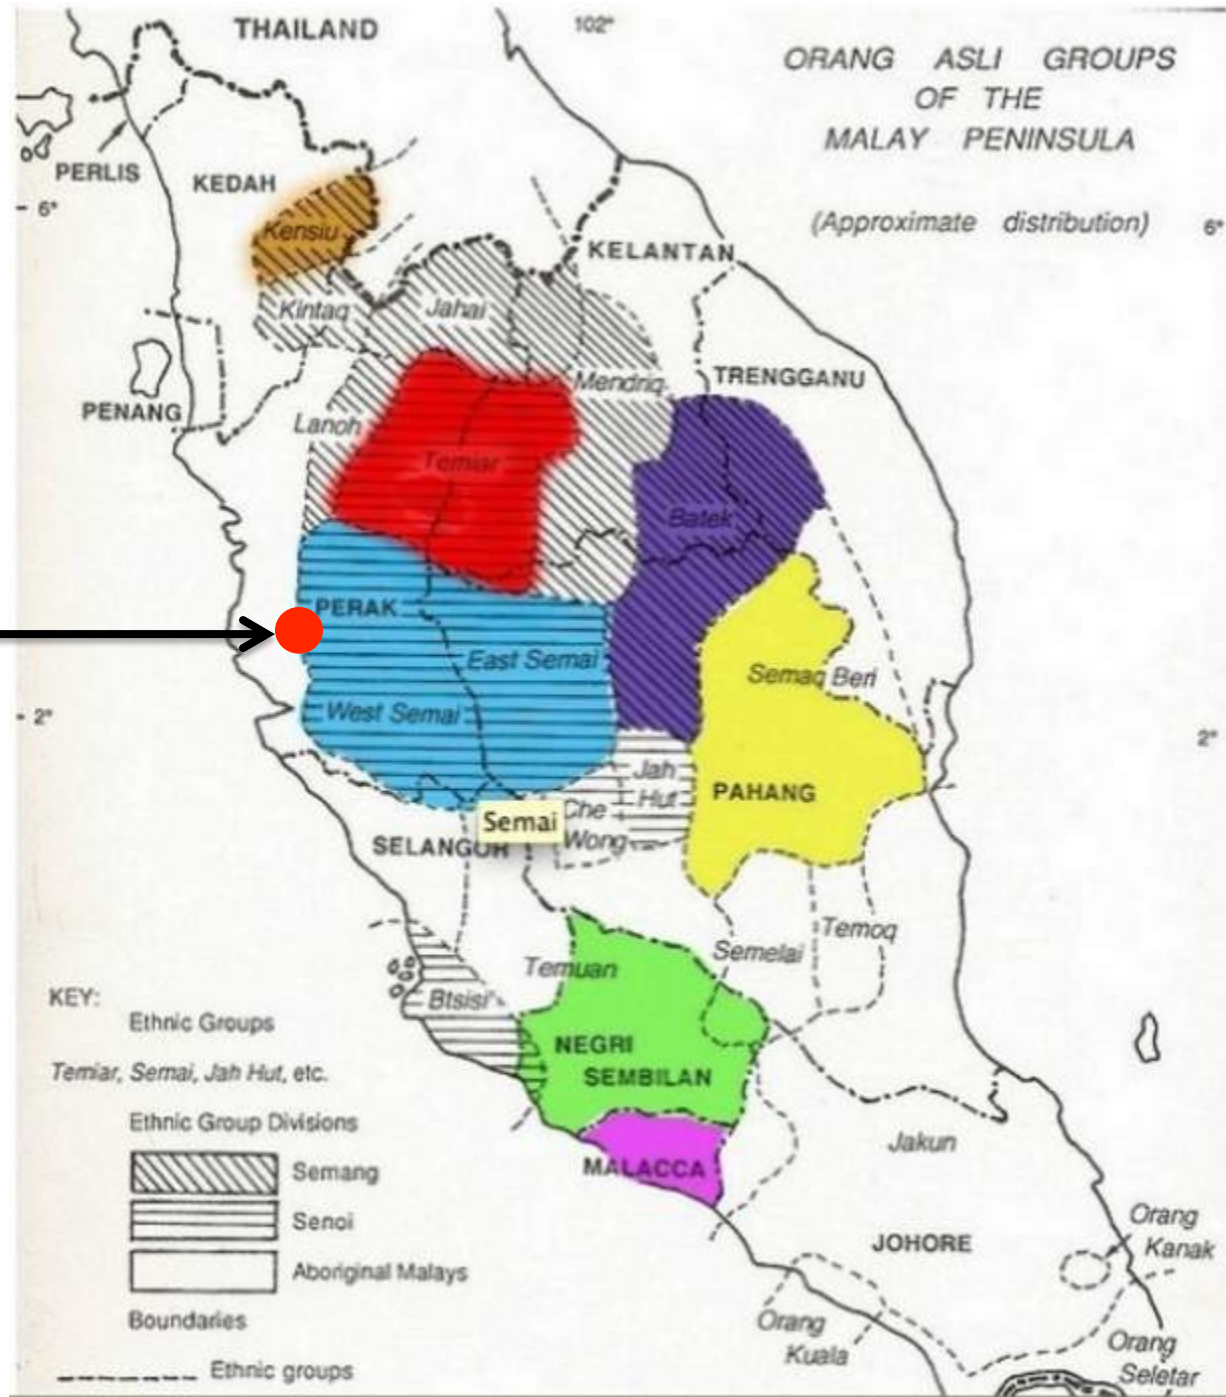 THAILAND
102°
ORANG ASLI GROUPS
OF THE
MALAY PENINSULA
(Approximate distribution)
PERLIS
KEDAH
6°
6°
Kensiu
KELANTAN
Kintaq
Jahai
Mendriq
TRENGGANU
PENANG
Lanoh
Temiar
Batek
PERAK
East Semai
Semaq Beri
West Semai
2°
2°
Jah
Hut
PAHANG
Semai
Che
Wong
SELANGOR
Temoq
Semelai
Temuan
Btsisi'
NEGRI
SEMBILAN
MALACCA
Jakun
JOHORE
Orang
Kanak
Orang
Kuala
Orang
Seletar
KEY:
Ethnic Groups
Temiar, Semai, Jah Hut, etc.
Ethnic Group Divisions
Semang
Senoi
Aboriginal Malays
Boundaries
Ethnic groups